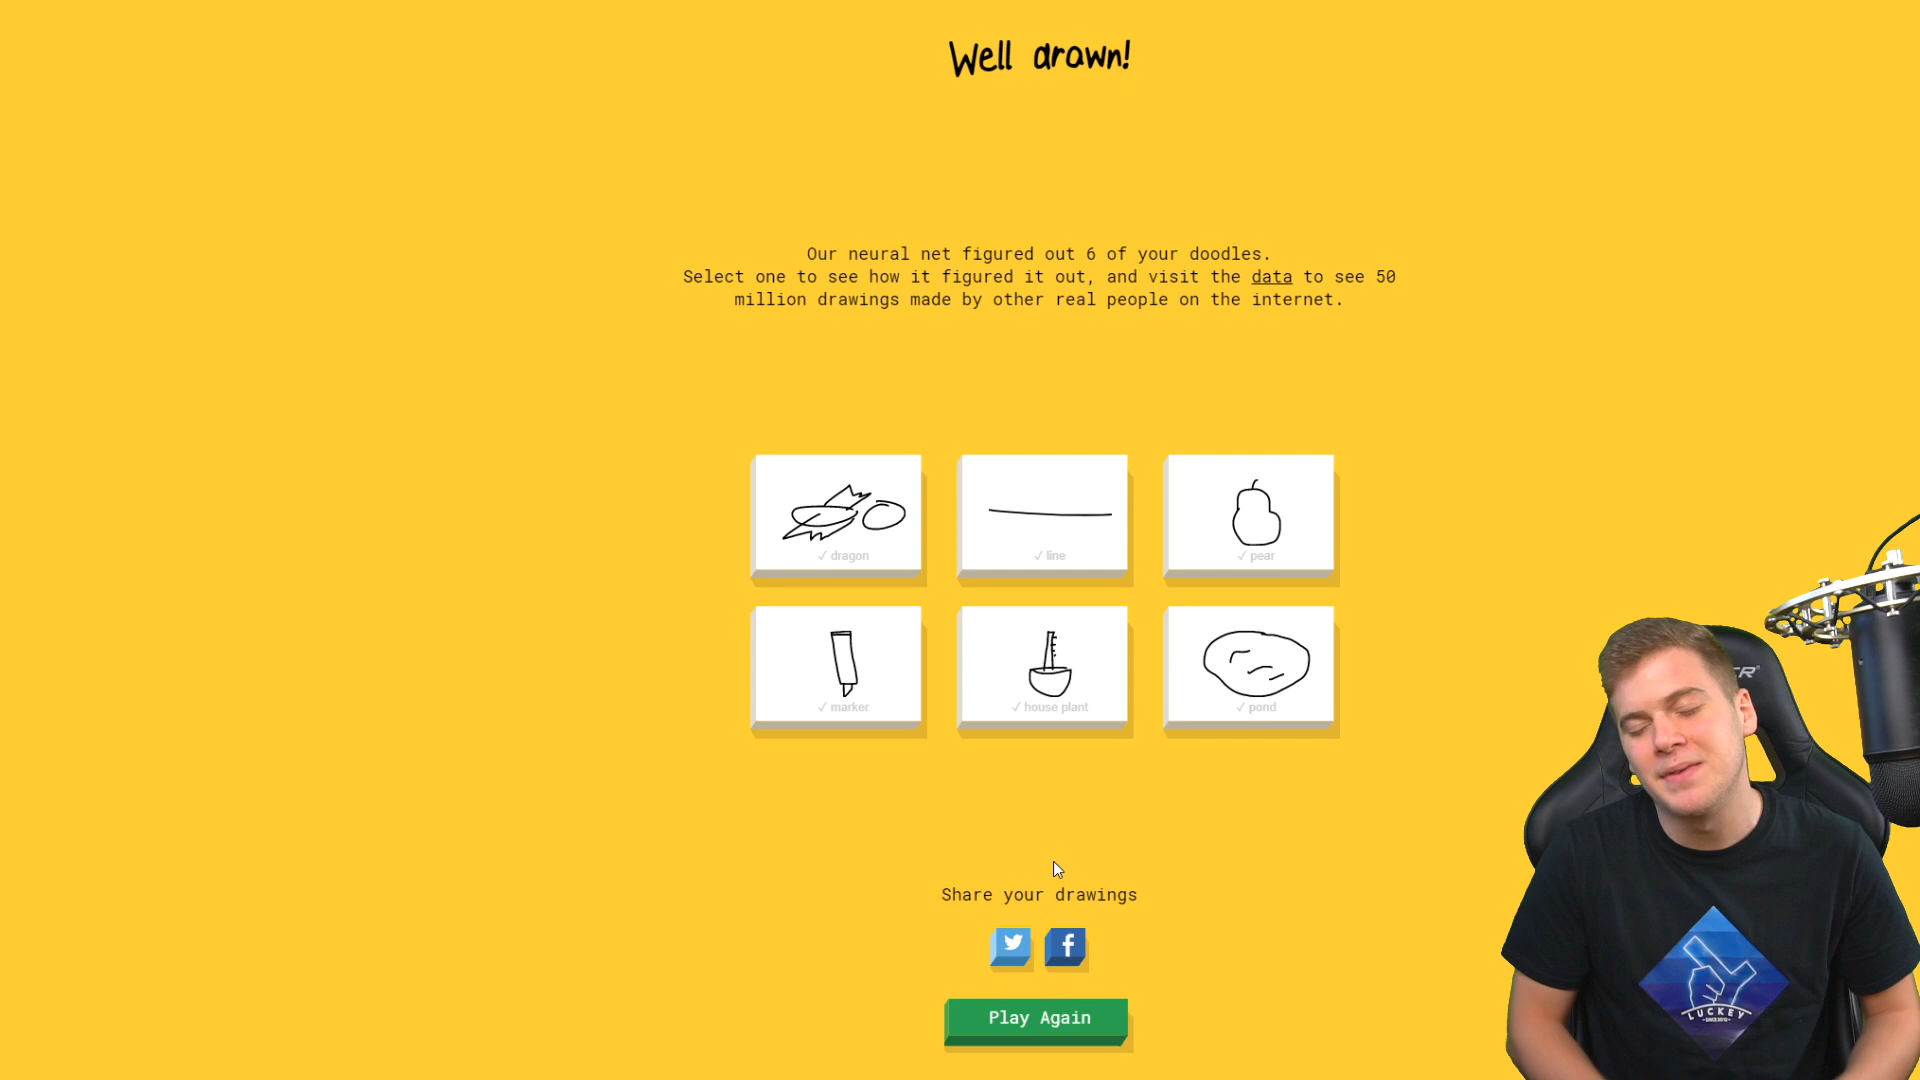 Well drawn!
Our neural net figured out 6 of your doodles.
Select one to see how it figured it out, and visit the data to see 50
million drawings made by other real people on the internet.
✓ dragon
✓ line
✓ pear
✓ marker
✓ house plant
✓ pond
Share your drawings
Play Again
LUCKEY